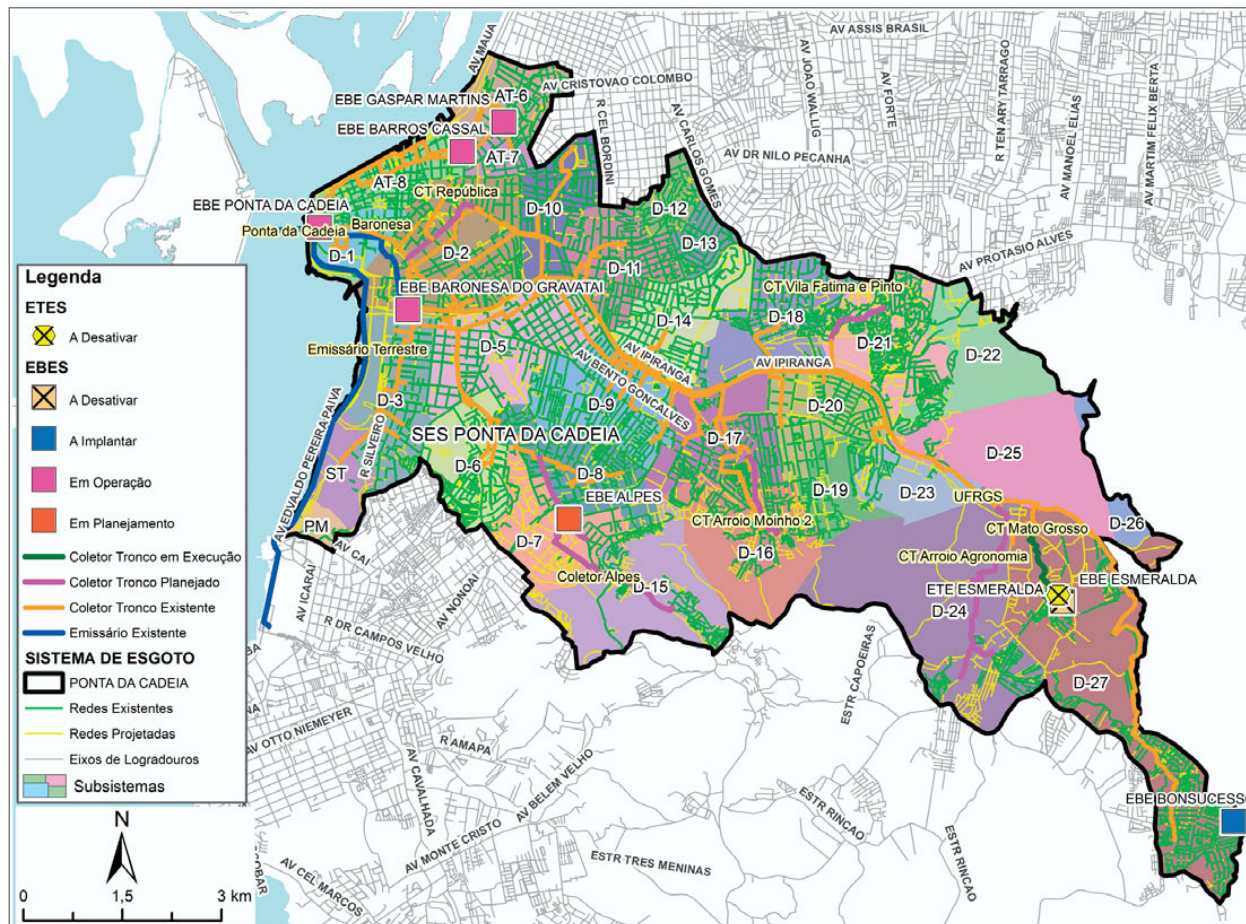 AV MAUA
AV ASSIS BRASIL
AV CRISTOVAO COLOMBO
AV JOAO WALLIG
AV FORTE
R TEN ARY TARRAGO
AV MANOEL ELIAS
AV MARTIM FELIX BERTA
EBE GASPAR MARTINS
AT-6
R CEL BORDINI
AV CARLOS GOMES
EBE BARROS CASSAL
AT-7
AV DR NILO PEÇANHA
AT-8
CT República
EBE PONTA DA CADEIA
Ponta da Cadeia
Baronesa
D-10
D-12
D-13
D-1
D-2
D-11
AV PROTASIO ALVES
EBE BARONESA DO GRAVATAI
CT Vila Fatima e Pinto
D-14
D-18
D-21
D-22
Emissário Terrestre
D-5
AV IPIRANGA
AV IPIRANGA
AV BENTO GONCALVES
D-3
D-9
D-20
AV EDVALDO PEREIRA PAIVA
R SILVEIRO
SES PONTA DA CADEIA
D-17
D-25
ST
D-6
D-8
EBE ALPES
D-19
D-23
UFRGS
PM
CT Arroio Moinho 2
CT Mato Grosso
D-26
AV CAI
D-7
D-16
CT Arroio Agronomia
EBE ESMERALDA
Coletor Alpes
D-15
ETE ESMERALDA
D-24
AV ICARAI
AV NONOAI
R DR CAMPOS VELHO
D-27
ESTR CAPOEIRAS
AV OTTO NIEMEYER
R AMAPA
AV CAVALHADA
AV BELEM VELHO
AV MONTE CRISTO
ESTR TRES MENINAS
ESTR RINCAO
ESTR RINCAO
EBE BONSUCESSO
AV CEL MARCOS
OBAR
Legenda
ETES
A Desativar
EBES
A Desativar
A Implantar
Em Operação
Em Planejamento
Coletor Tronco em Execução
Coletor Tronco Planejado
Coletor Tronco Existente
Emissário Existente
SISTEMA DE ESGOTO
PONTA DA CADEIA
Redes Existentes
Redes Projetadas
Eixos de Logradouros
Subsistemas
N
0 1,5 3 km